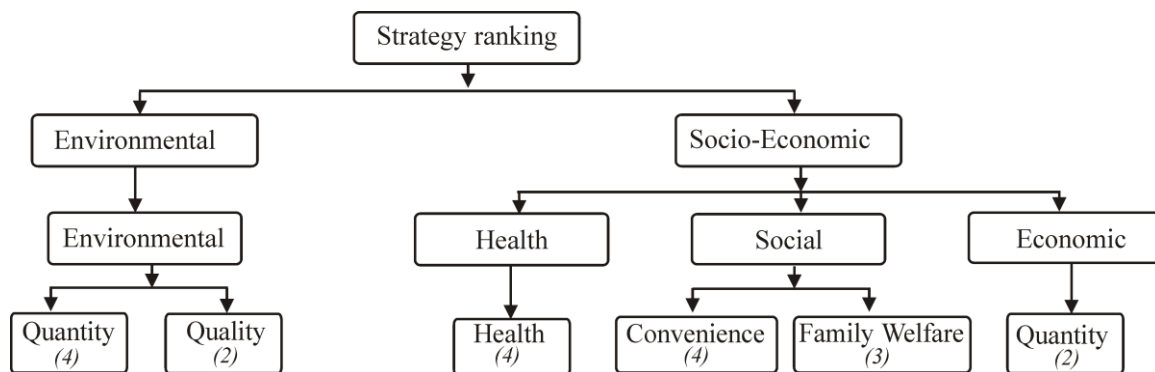 Strategy ranking
Environmental
Socio-Economic
Environmental
Health
Social
Economic
Quantity
(4)
Quality
(2)
Health
(4)
Convenience
(4)
Family Welfare
(3)
Quantity
(2)